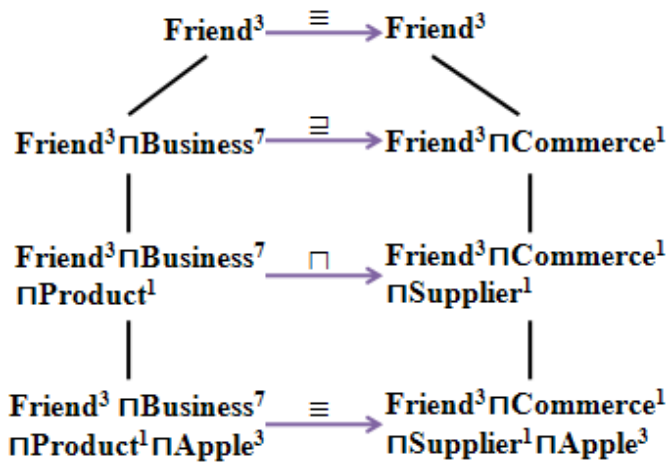 Friend³ ≡ Friend³
Friend³⊓Business⁷ ⊒ Friend³⊓Commerce¹
Friend³⊓Business⁷ ⊓ Friend³⊓Commerce¹
⊓Product¹ ⊓Supplier¹
Friend³ ⊓Business⁷ ≡ Friend³⊓Commerce¹
⊓Product¹⊓Apple³ ⊓Supplier¹⊓Apple³